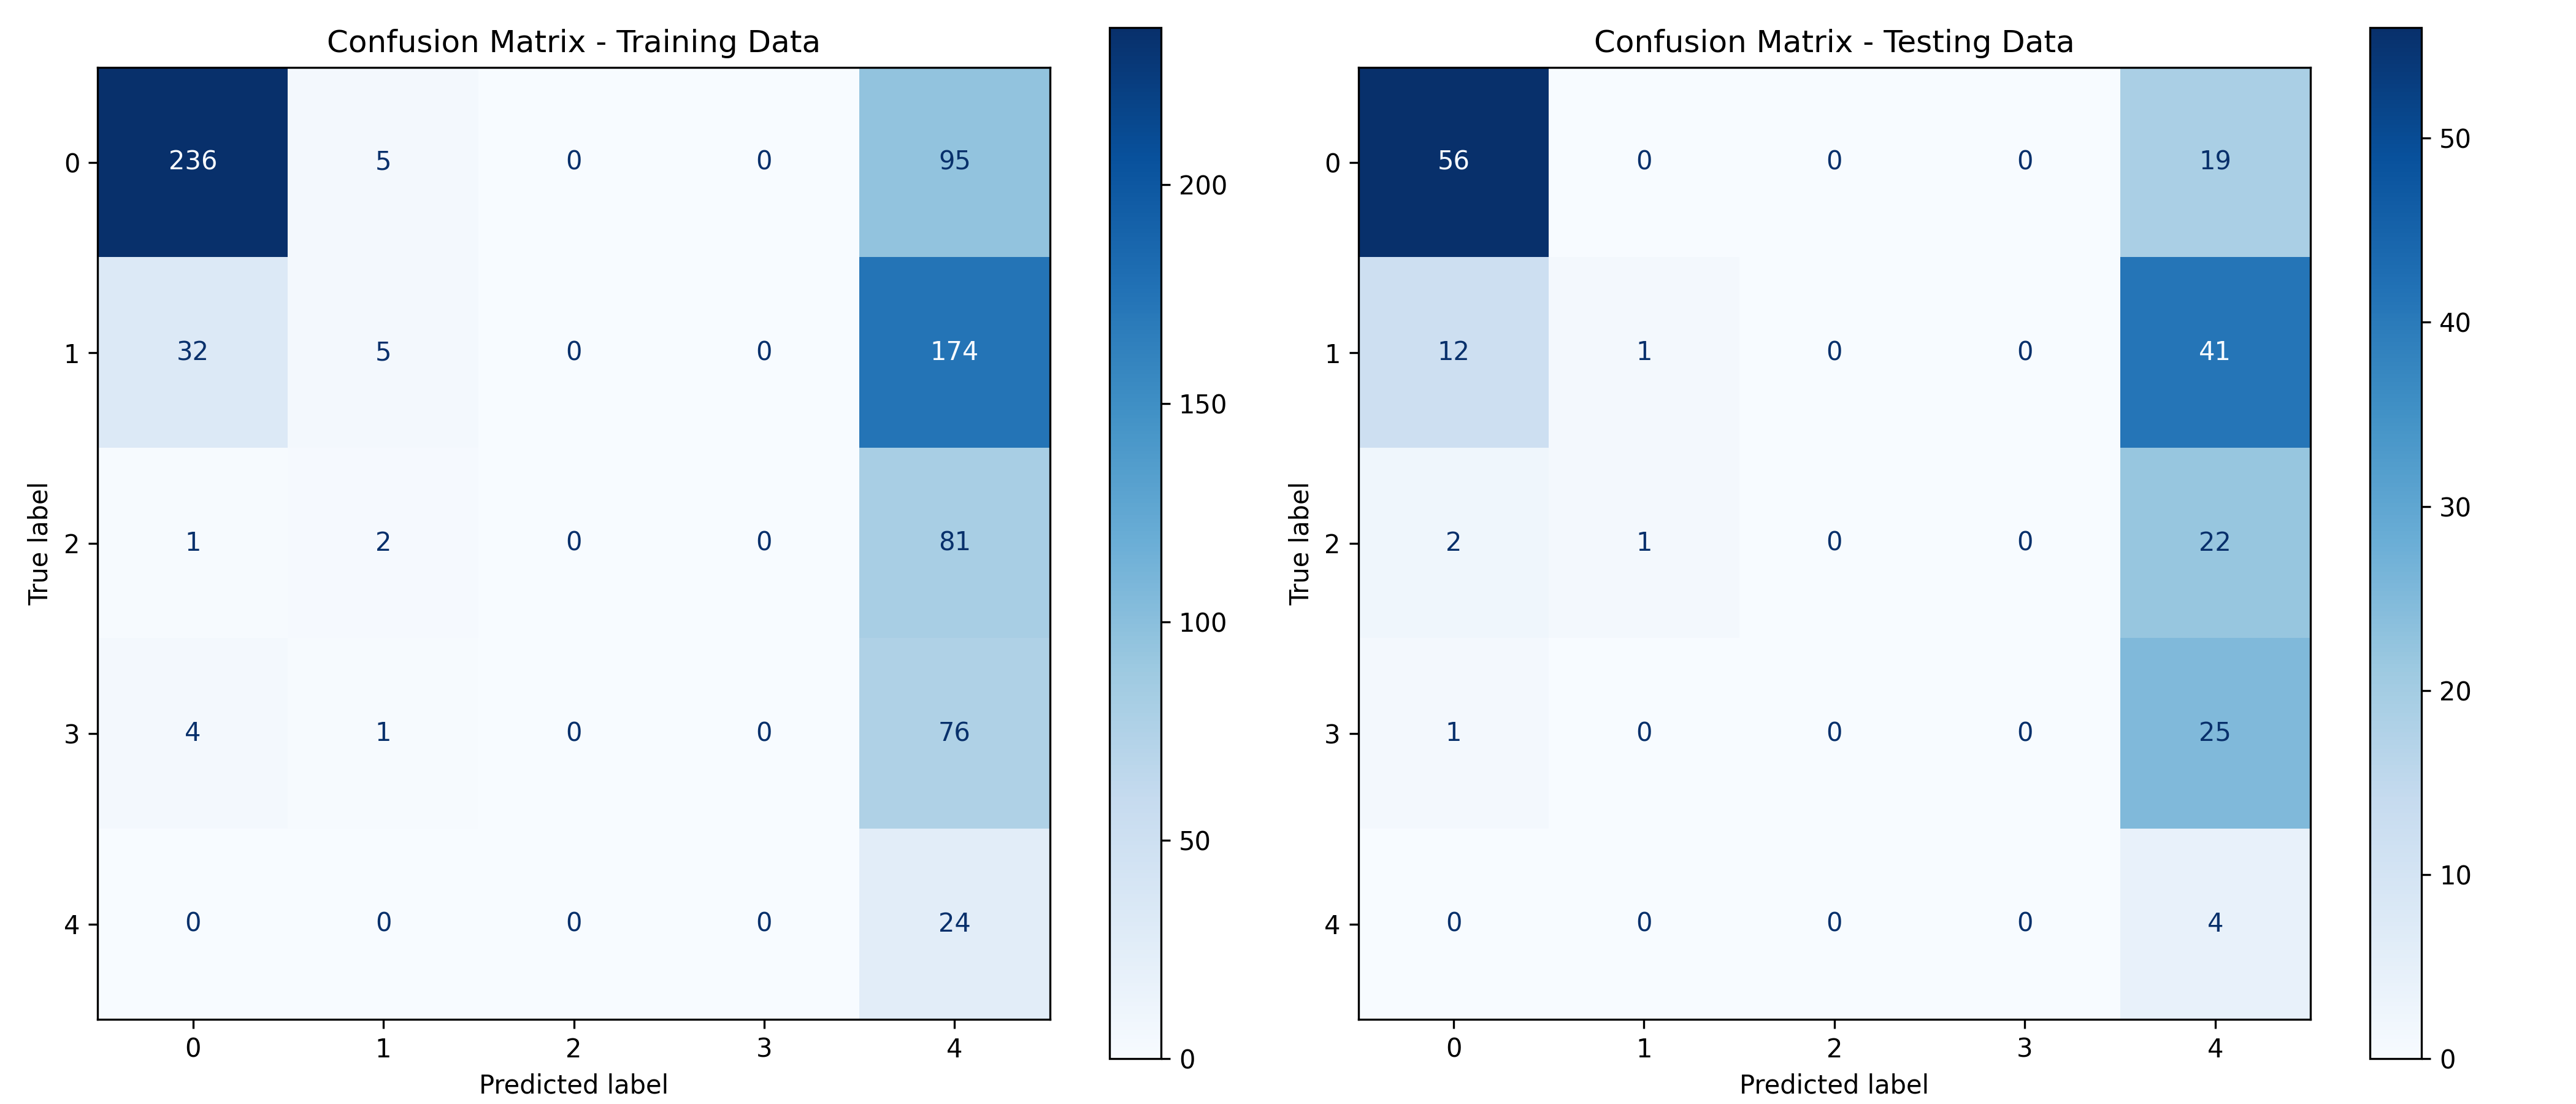 Confusion Matrix - Training Data
0 236 5 0 0 95
1 32 5 0 0 174
2 1 2 0 0 81
3 4 1 0 0 76
4 0 0 0 0 24
0 1 2 3 4
Predicted label
True label
200
150
100
50
0
Confusion Matrix - Testing Data
0 56 0 0 0 19
1 12 1 0 0 41
2 2 1 0 0 22
3 1 0 0 0 25
4 0 0 0 0 4
0 1 2 3 4
Predicted label
True label
50
40
30
20
10
0